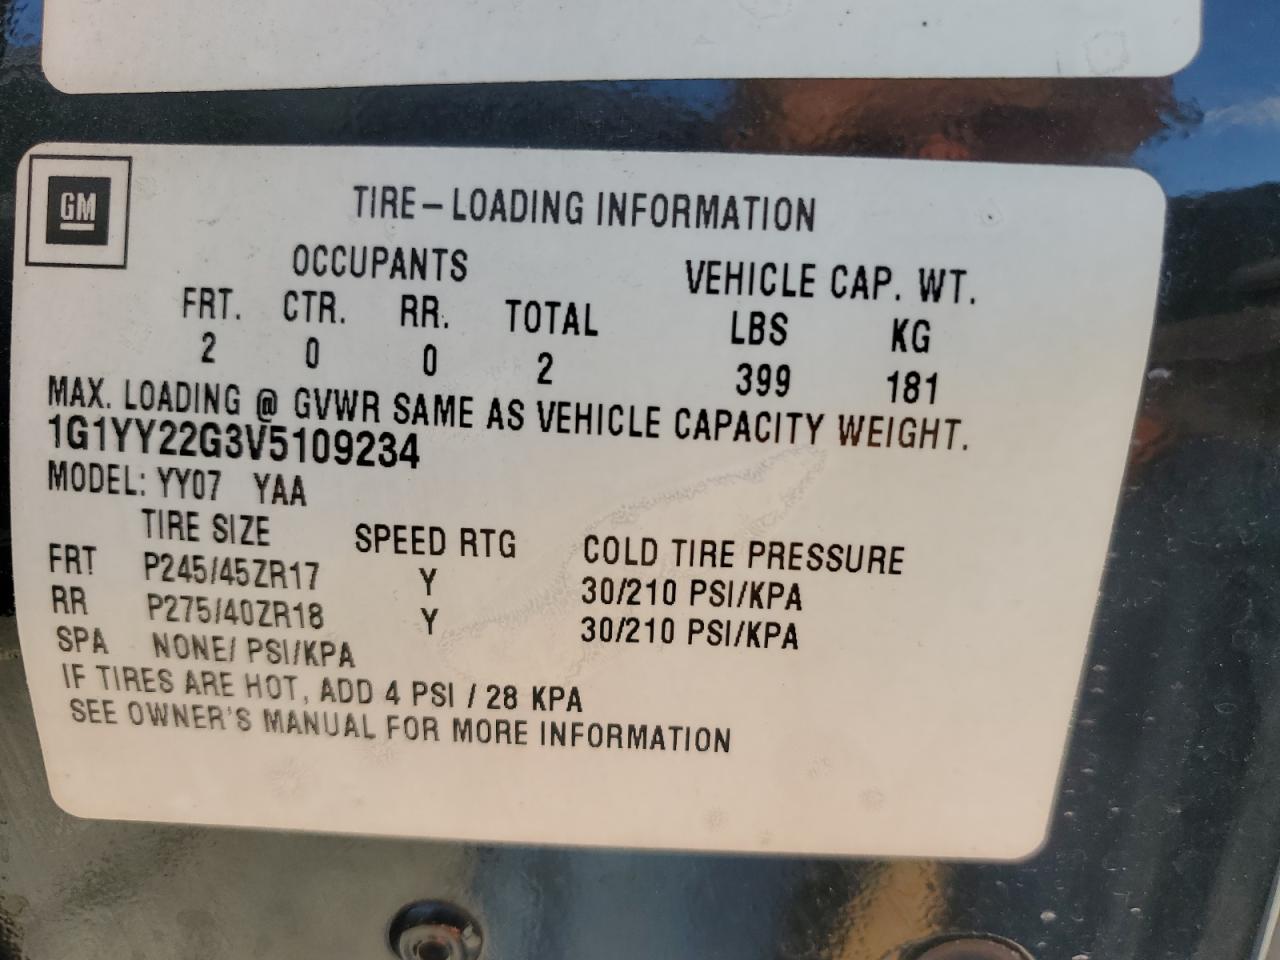 GM
TIRE-LOADING INFORMATION
OCCUPANTS VEHICLE CAP. WT.
FRT. CTR. RR. TOTAL LBS KG
2 0 0 2 399 181
MAX. LOADING @ GVWR SAME AS VEHICLE CAPACITY WEIGHT.
1G1YY22G3V5109234
MODEL: YY07 YAA
TIRE SIZE SPEED RTG COLD TIRE PRESSURE
FRT P245/45ZR17 Y 30/210 PSI/KPA
RR P275/40ZR18 Y 30/210 PSI/KPA
SPA NONE/ PSI/KPA
IF TIRES ARE HOT, ADD 4 PSI / 28 KPA
SEE OWNER'S MANUAL FOR MORE INFORMATION